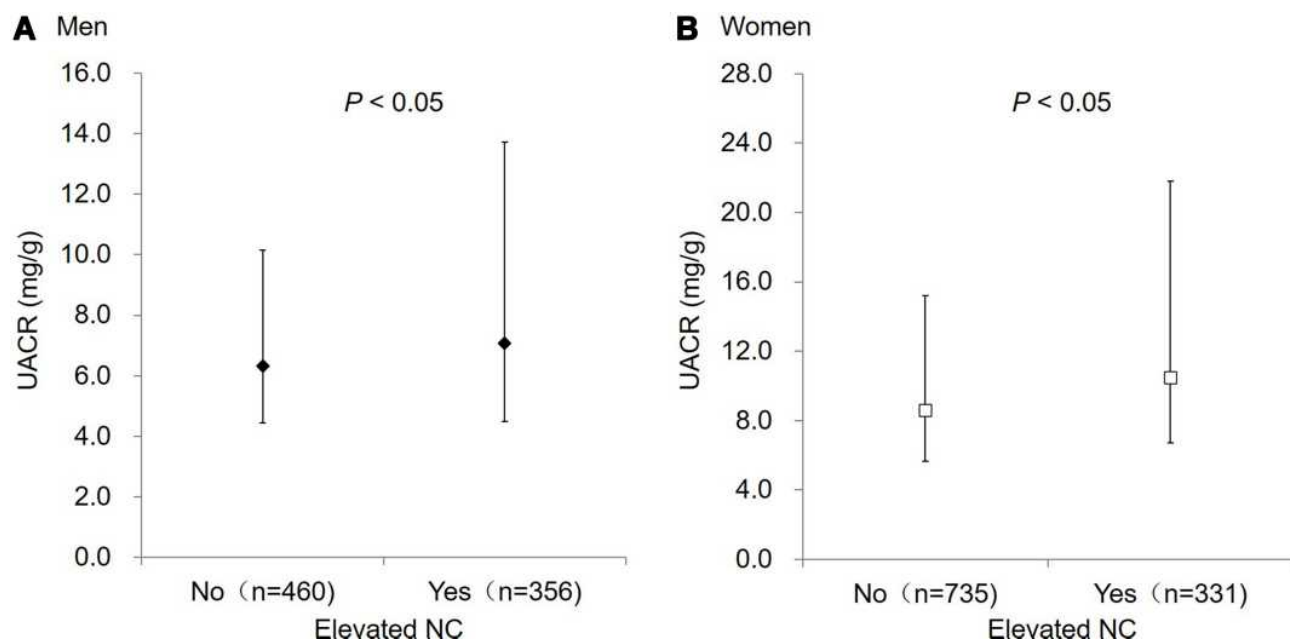 A Men
16.0
14.0
12.0
10.0
8.0
6.0
4.0
2.0
0.0
UACR (mg/g)
P < 0.05
No（n=460)
Yes（n=356)
Elevated NC
B Women
28.0
24.0
20.0
16.0
12.0
8.0
4.0
0.0
UACR (mg/g)
P < 0.05
No（n=735)
Yes（n=331)
Elevated NC